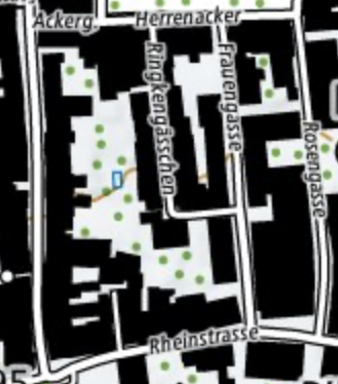 Ackerg.
Herrenacker
Ringkengässchen
Frauengasse
Rosengasse
Rheinstrasse